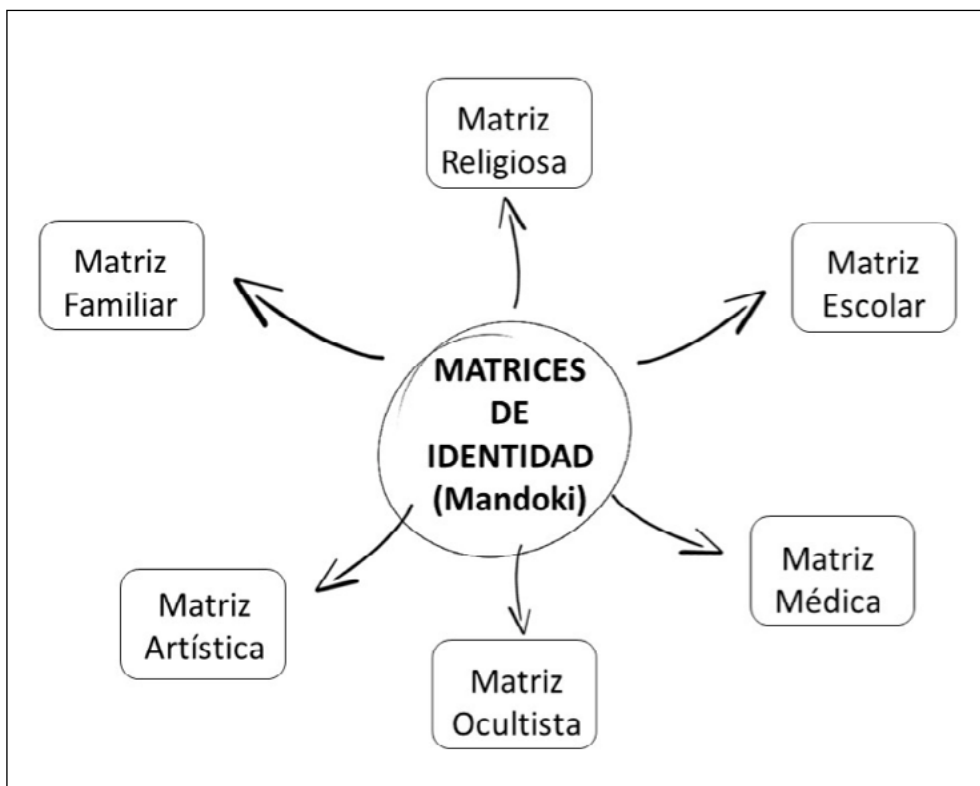 Matriz
Religiosa
Matriz
Familiar
Matriz
Escolar
MATRICES
DE
IDENTIDAD
(Mandoki)
Matriz
Médica
Matriz
Artística
Matriz
Ocultista